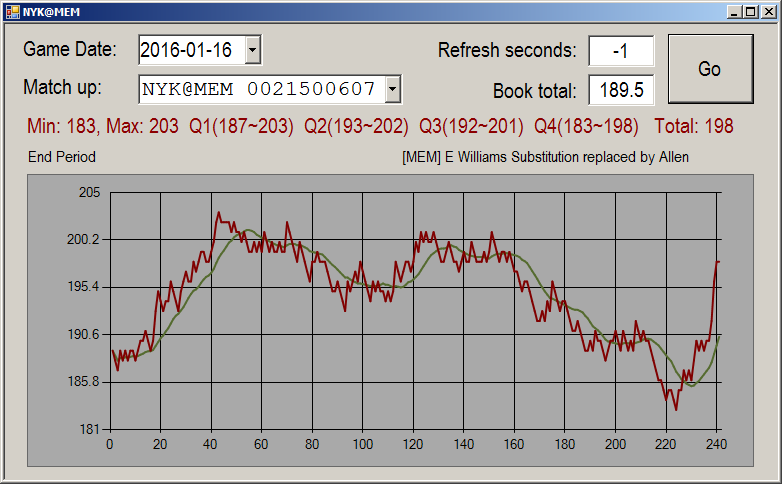 NYK@MEM
Game Date: 2016-01-16 Refresh seconds: -1 Go
Match up: NYK@MEM 0021500607 Book total: 189.5
Min: 183, Max: 203 Q1(187~203) Q2(193~202) Q3(192~201) Q4(183~198) Total: 198
End Period [MEM] E Williams Substitution replaced by Allen
205
200.2
195.4
190.6
185.8
181
0 20 40 60 80 100 120 140 160 180 200 220 240